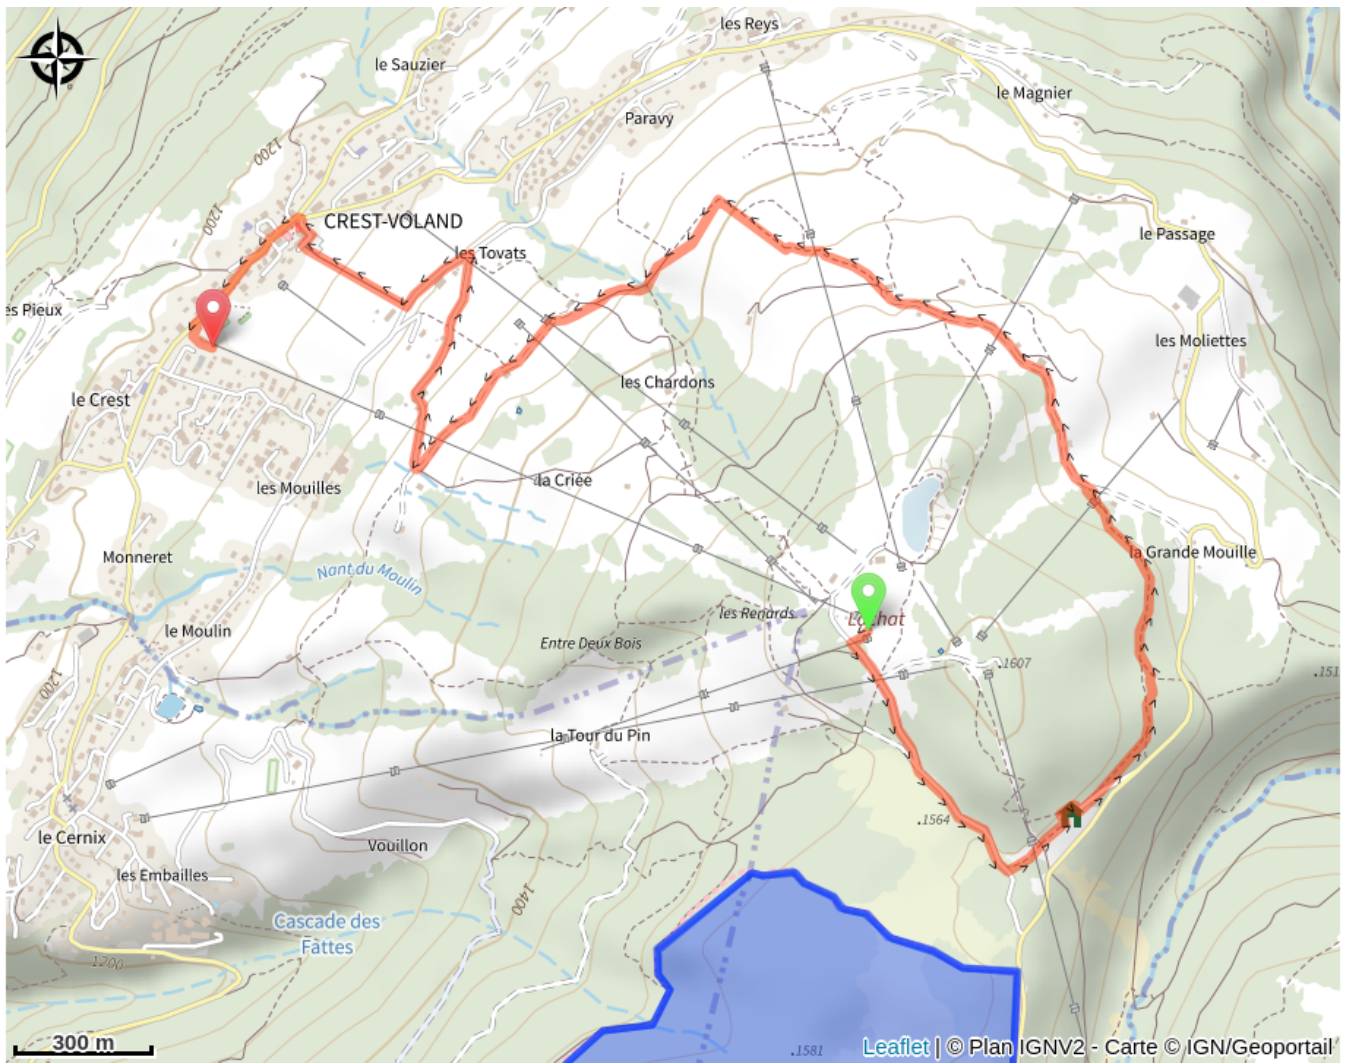 les Reys
le Sauzier
le Magnier
Paravy
1200
1200
CREST-VOLAND
le Passage
les Tovats
es Pieux
les Moliettes
les Chardons
le Crest
la Criée
les Mouilles
Monneret
la Grande Mouille
Nant du Moulin
les Renards
Lachat
le Moulin
Entre Deux Bois
.1607
.151
1200
la Tour du Pin
.1564
le Cernix
Vouillon
les Embailles
1400
Cascade des
Fattes
1200
300 m
.1581
Leaflet | © Plan IGNV2 - Carte © IGN/Geoportail